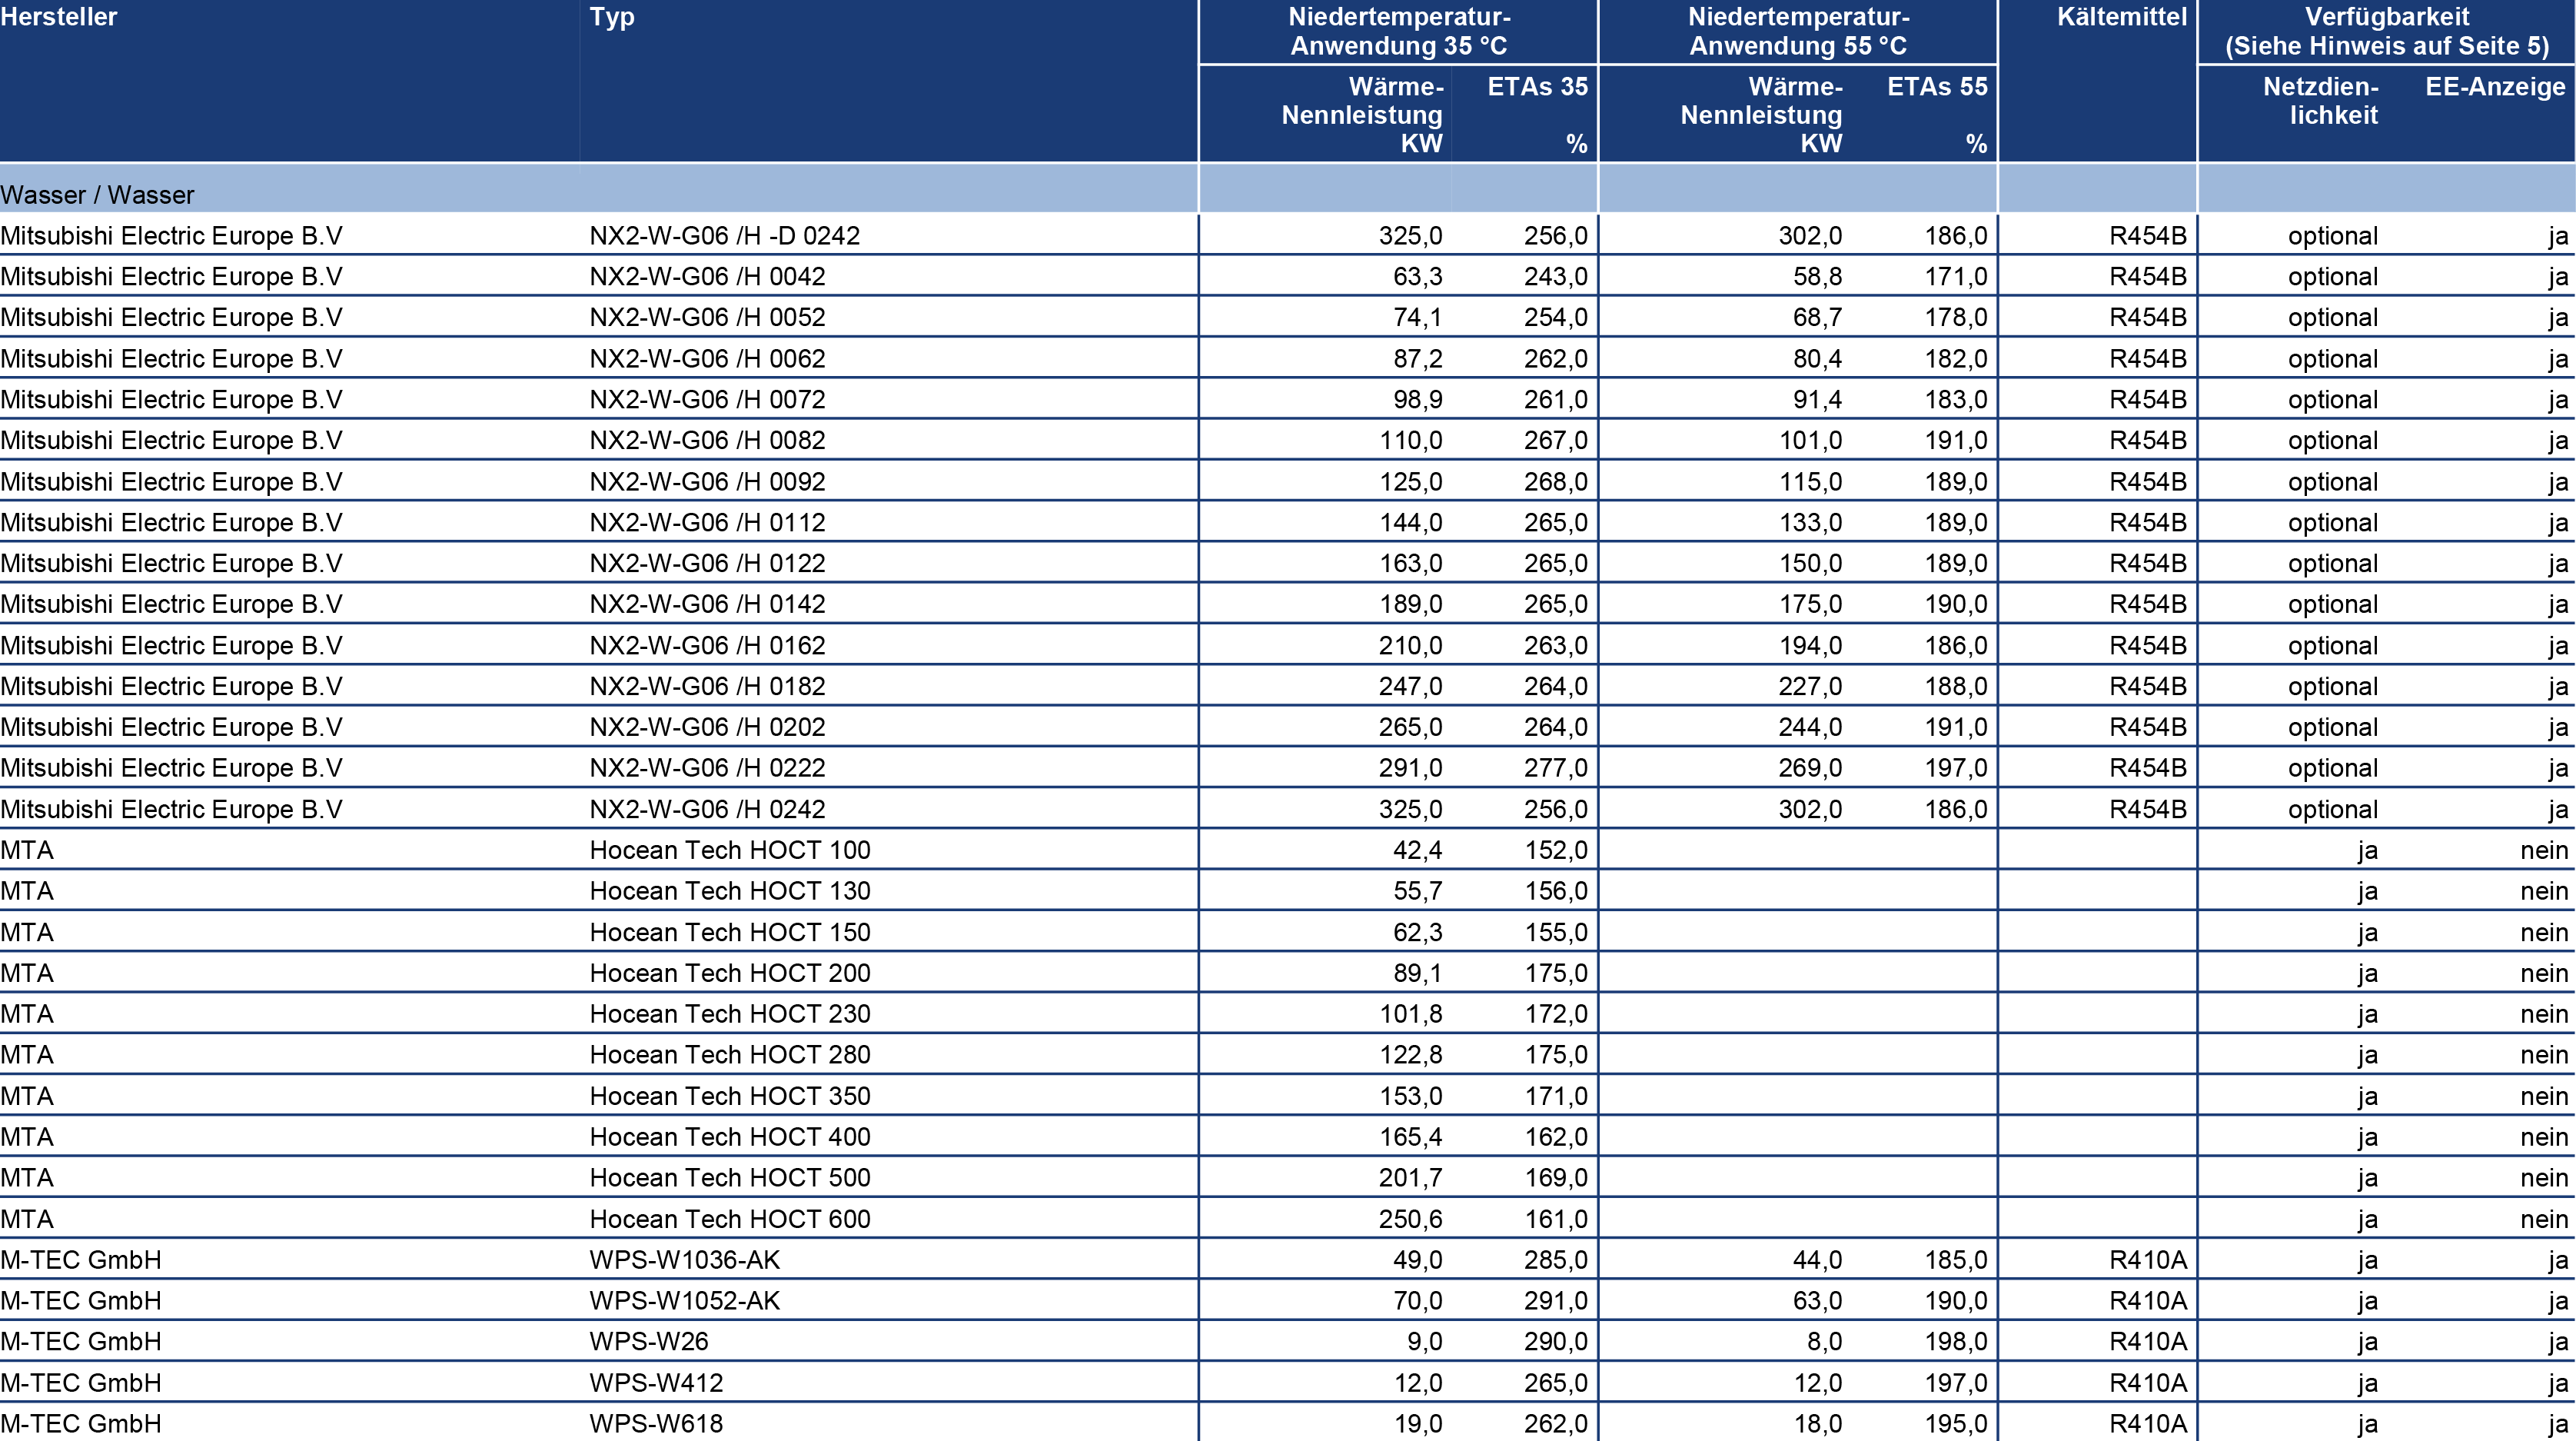 Hersteller Typ Niedertemperatur- Niedertemperatur- Kältemittel Verfügbarkeit
Anwendung 35 °C Anwendung 55 °C (Siehe Hinweis auf Seite 5)
Wärme- ETAs 35 Wärme- ETAs 55 Netzdien- EE-Anzeige
Nennleistung Nennleistung lichkeit
KW % KW %
Wasser / Wasser
Mitsubishi Electric Europe B.V NX2-W-G06 /H -D 0242 325,0 256,0 302,0 186,0 R454B optional ja
Mitsubishi Electric Europe B.V NX2-W-G06 /H 0042 63,3 243,0 58,8 171,0 R454B optional ja
Mitsubishi Electric Europe B.V NX2-W-G06 /H 0052 74,1 254,0 68,7 178,0 R454B optional ja
Mitsubishi Electric Europe B.V NX2-W-G06 /H 0062 87,2 262,0 80,4 182,0 R454B optional ja
Mitsubishi Electric Europe B.V NX2-W-G06 /H 0072 98,9 261,0 91,4 183,0 R454B optional ja
Mitsubishi Electric Europe B.V NX2-W-G06 /H 0082 110,0 267,0 101,0 191,0 R454B optional ja
Mitsubishi Electric Europe B.V NX2-W-G06 /H 0092 125,0 268,0 115,0 189,0 R454B optional ja
Mitsubishi Electric Europe B.V NX2-W-G06 /H 0112 144,0 265,0 133,0 189,0 R454B optional ja
Mitsubishi Electric Europe B.V NX2-W-G06 /H 0122 163,0 265,0 150,0 189,0 R454B optional ja
Mitsubishi Electric Europe B.V NX2-W-G06 /H 0142 189,0 265,0 175,0 190,0 R454B optional ja
Mitsubishi Electric Europe B.V NX2-W-G06 /H 0162 210,0 263,0 194,0 186,0 R454B optional ja
Mitsubishi Electric Europe B.V NX2-W-G06 /H 0182 247,0 264,0 227,0 188,0 R454B optional ja
Mitsubishi Electric Europe B.V NX2-W-G06 /H 0202 265,0 264,0 244,0 191,0 R454B optional ja
Mitsubishi Electric Europe B.V NX2-W-G06 /H 0222 291,0 277,0 269,0 197,0 R454B optional ja
Mitsubishi Electric Europe B.V NX2-W-G06 /H 0242 325,0 256,0 302,0 186,0 R454B optional ja
MTA Hocean Tech HOCT 100 42,4 152,0 ja nein
MTA Hocean Tech HOCT 130 55,7 156,0 ja nein
MTA Hocean Tech HOCT 150 62,3 155,0 ja nein
MTA Hocean Tech HOCT 200 89,1 175,0 ja nein
MTA Hocean Tech HOCT 230 101,8 172,0 ja nein
MTA Hocean Tech HOCT 280 122,8 175,0 ja nein
MTA Hocean Tech HOCT 350 153,0 171,0 ja nein
MTA Hocean Tech HOCT 400 165,4 162,0 ja nein
MTA Hocean Tech HOCT 500 201,7 169,0 ja nein
MTA Hocean Tech HOCT 600 250,6 161,0 ja nein
M-TEC GmbH WPS-W1036-AK 49,0 285,0 44,0 185,0 R410A ja ja
M-TEC GmbH WPS-W1052-AK 70,0 291,0 63,0 190,0 R410A ja ja
M-TEC GmbH WPS-W26 9,0 290,0 8,0 198,0 R410A ja ja
M-TEC GmbH WPS-W412 12,0 265,0 12,0 197,0 R410A ja ja
M-TEC GmbH WPS-W618 19,0 262,0 18,0 195,0 R410A ja ja